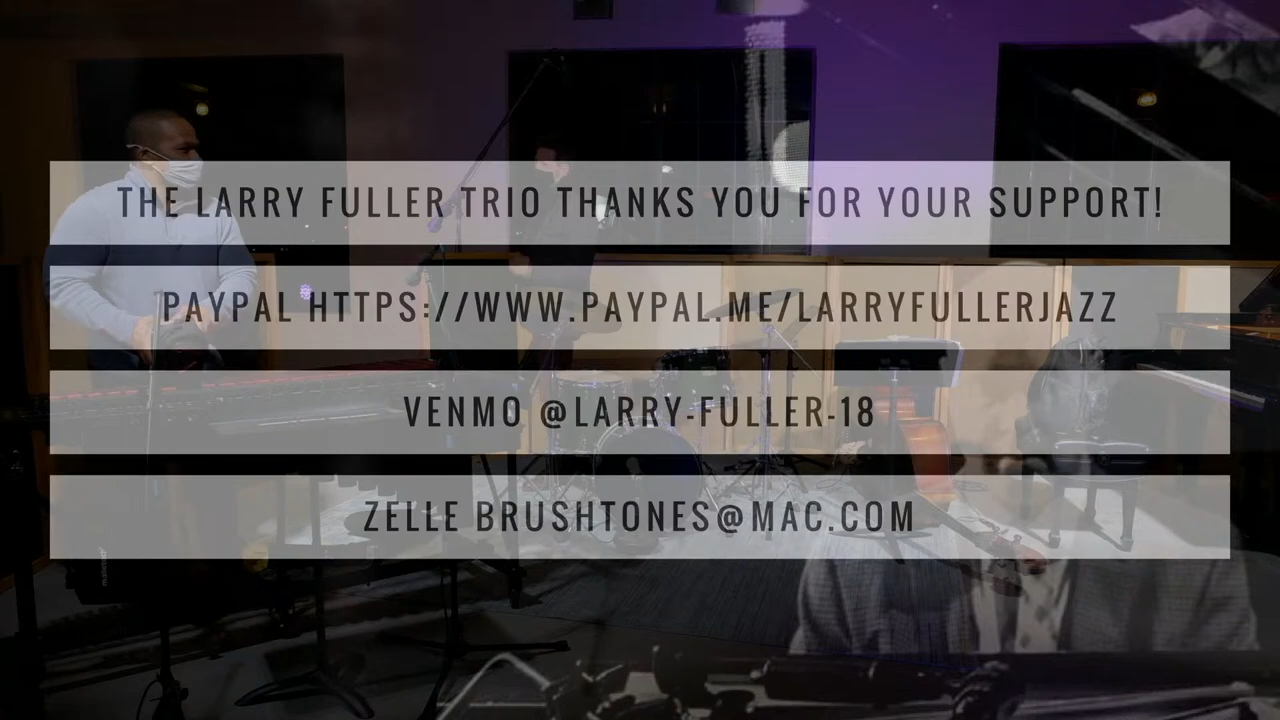 THE LARRY FULLER TRIO THANKS YOU FOR YOUR SUPPORT!
PAYPAL HTTPS://WWW.PAYPAL.ME/LARRYFULLERJAZZ
VENMO @LARRY-FULLER-18
ZELLE BRUSHTONES@MAC.COM